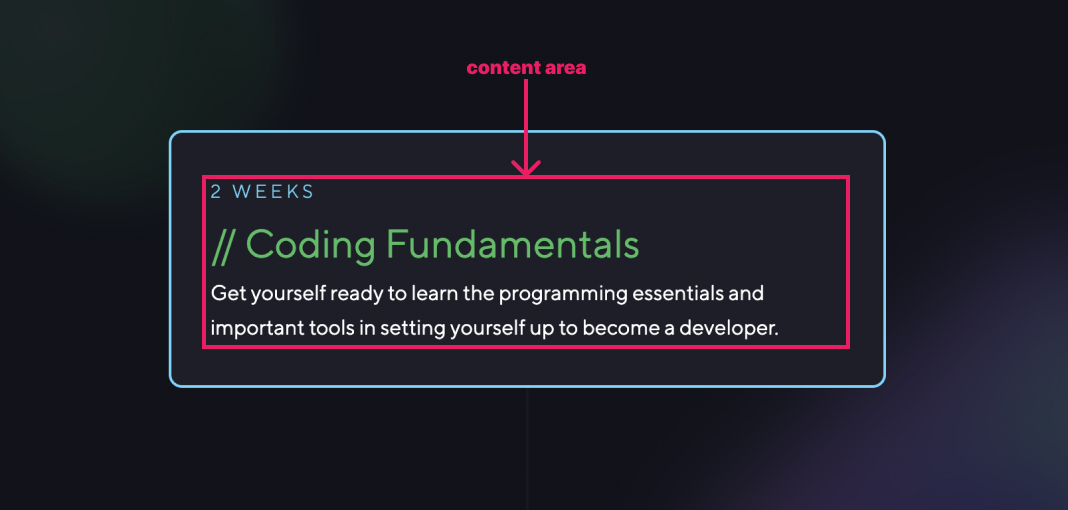 content area
2 WEEKS
// Coding Fundamentals
Get yourself ready to learn the programming essentials and
important tools in setting yourself up to become a developer.